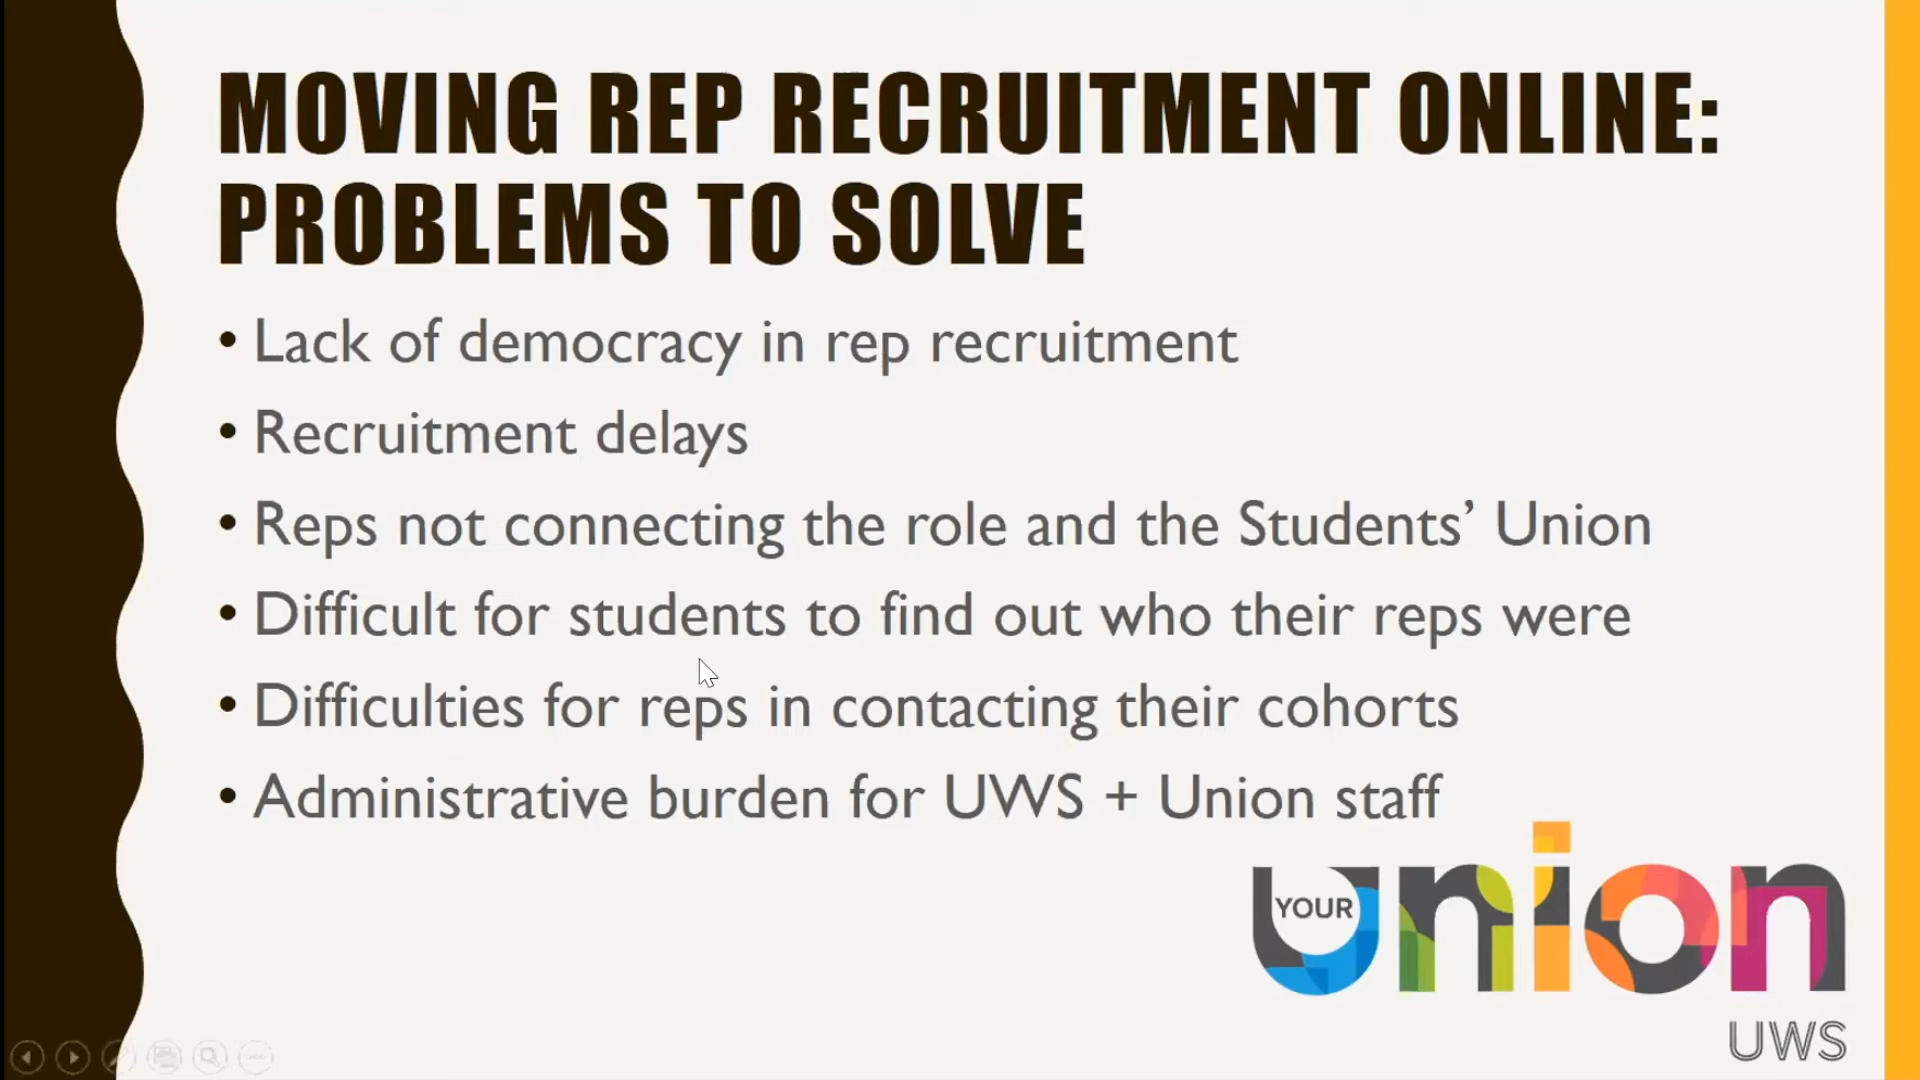 MOVING REP RECRUITMENT ONLINE:
PROBLEMS TO SOLVE
• Lack of democracy in rep recruitment
• Recruitment delays
• Reps not connecting the role and the Students’ Union
• Difficult for students to find out who their reps were
• Difficulties for reps in contacting their cohorts
• Administrative burden for UWS + Union staff
YOUR
union
UWS